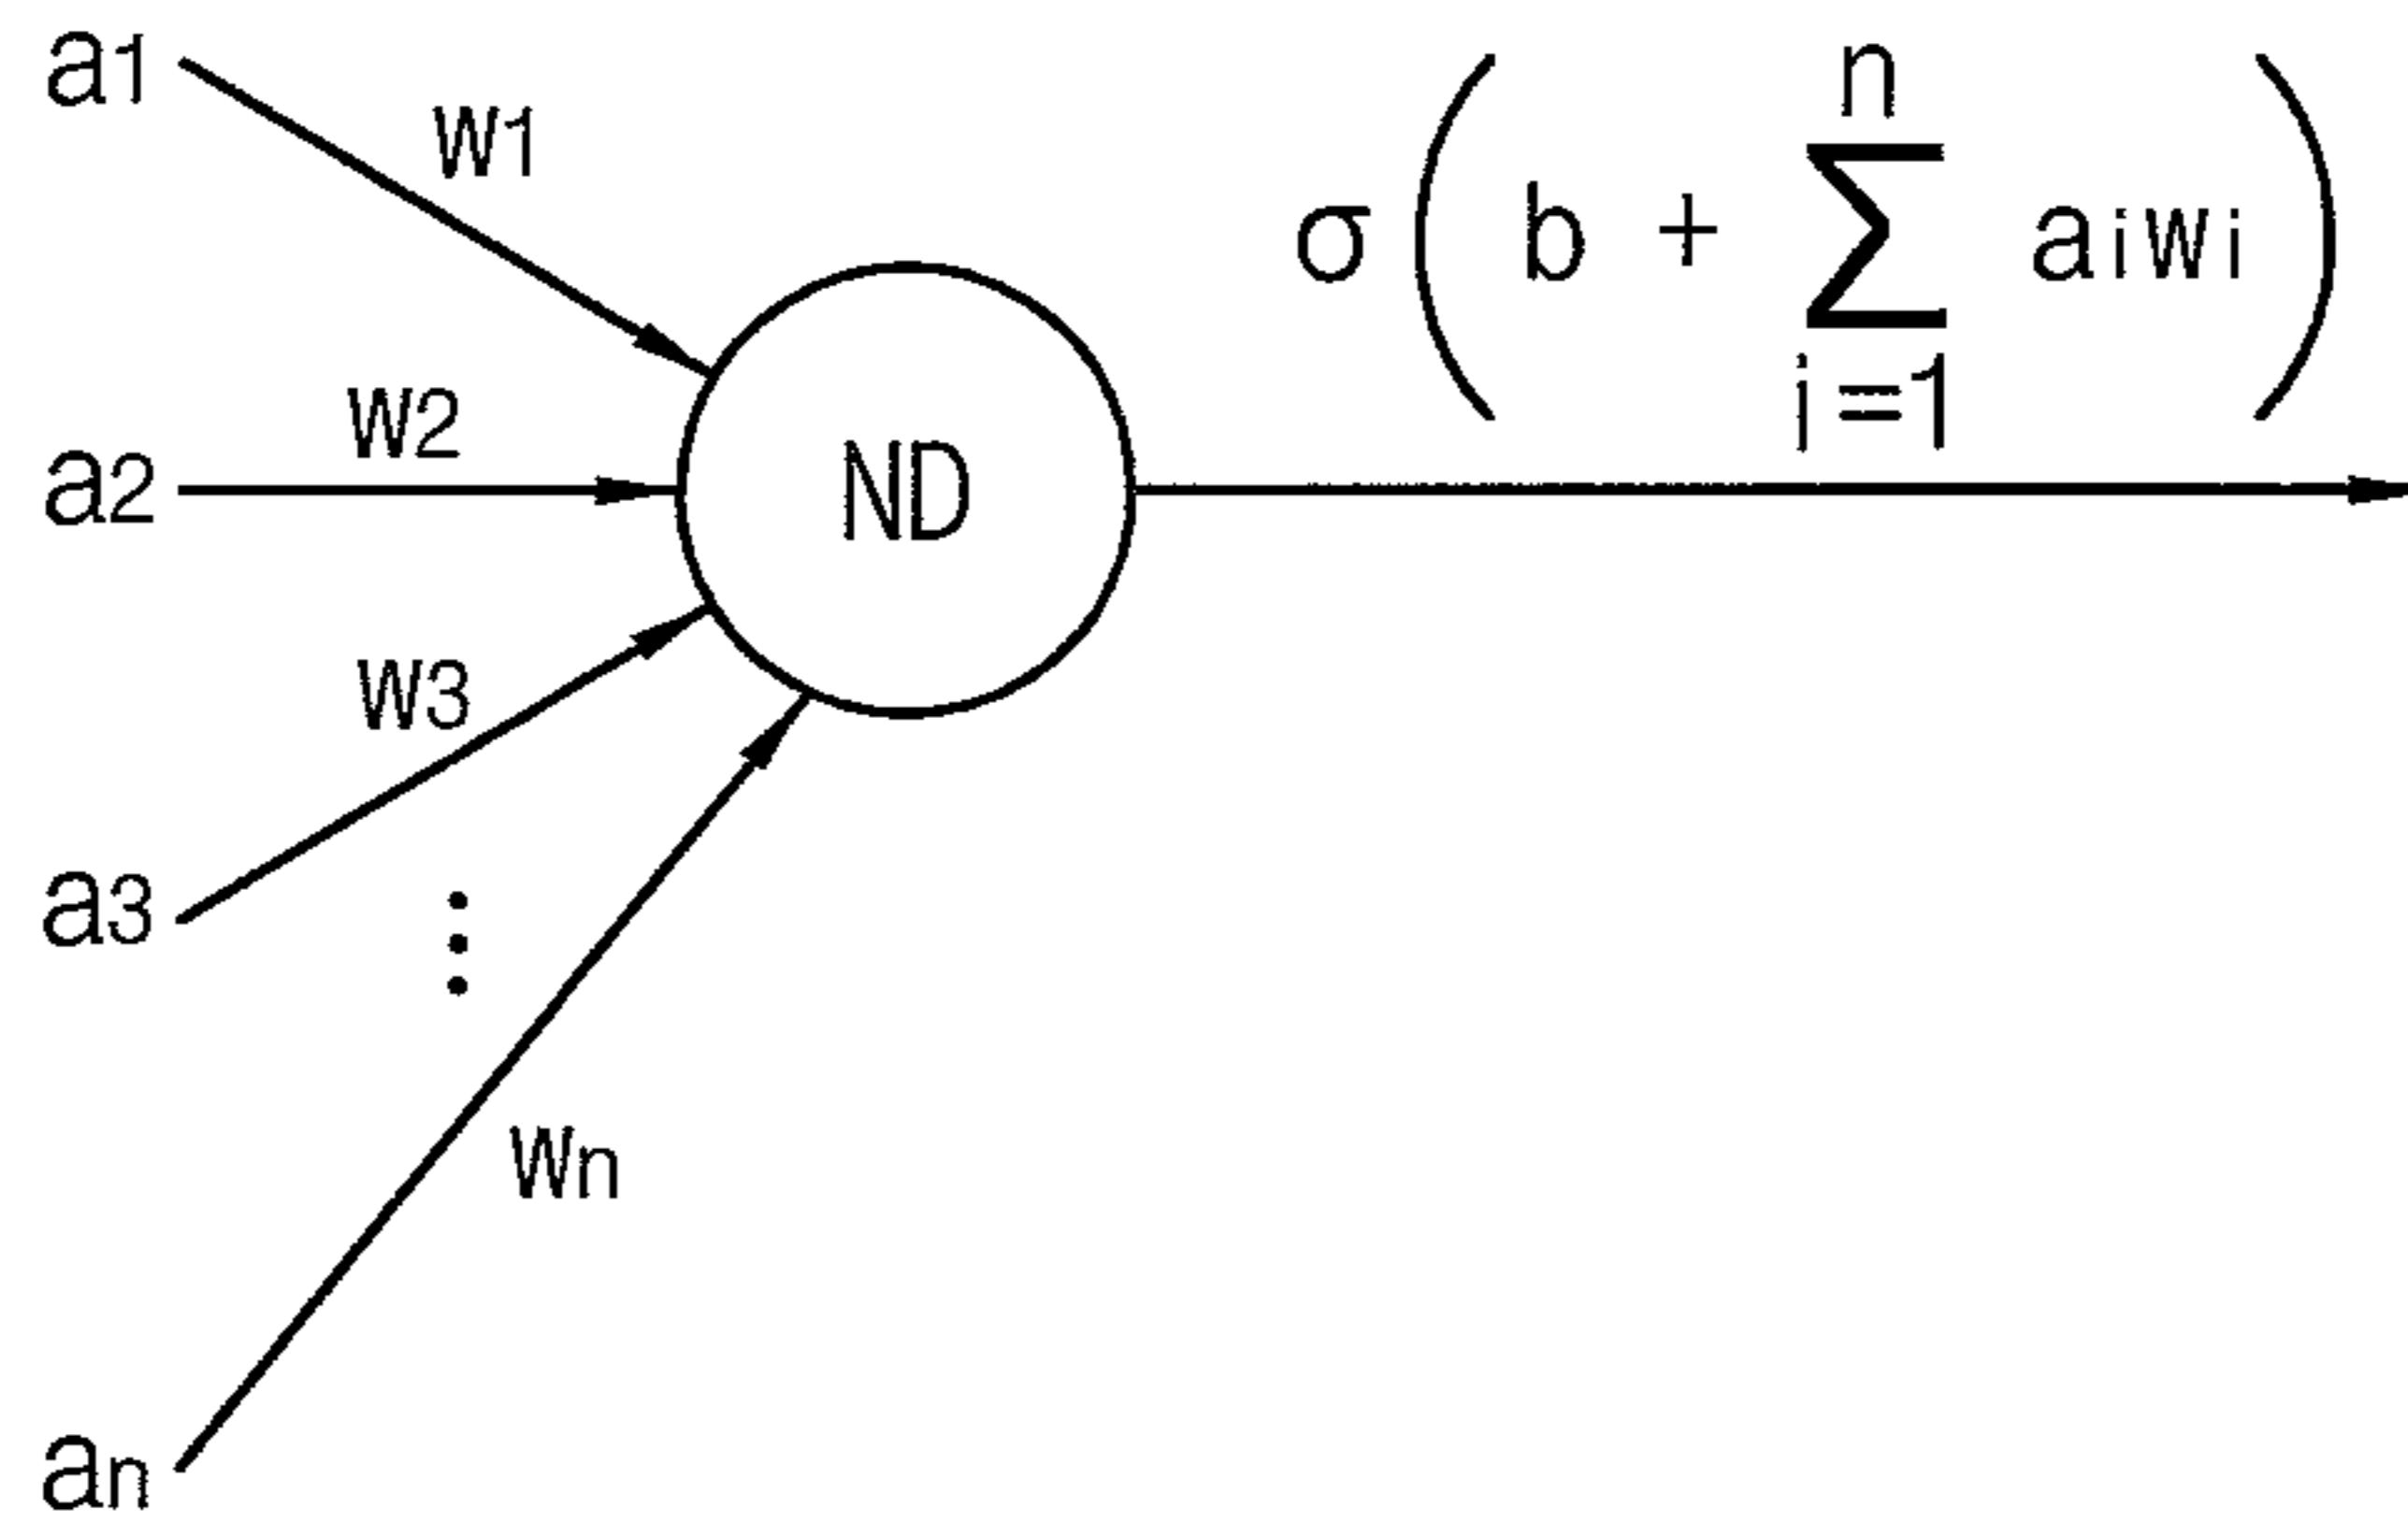 a1
W1
σ ( b + n ∑ i=1 aiwi )
W2
a2
ND
W3
a3
⋮
Wn
an